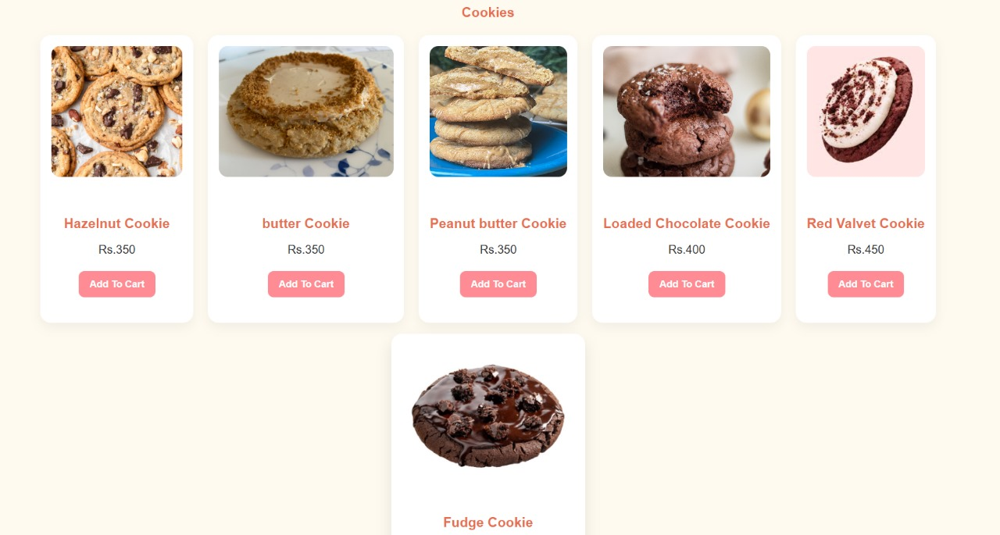 Cookies
Hazelnut Cookie
Rs.350
Add To Cart
butter Cookie
Rs.350
Add To Cart
Peanut butter Cookie
Rs.350
Add To Cart
Loaded Chocolate Cookie
Rs.400
Add To Cart
Red Valvet Cookie
Rs.450
Add To Cart
Fudge Cookie